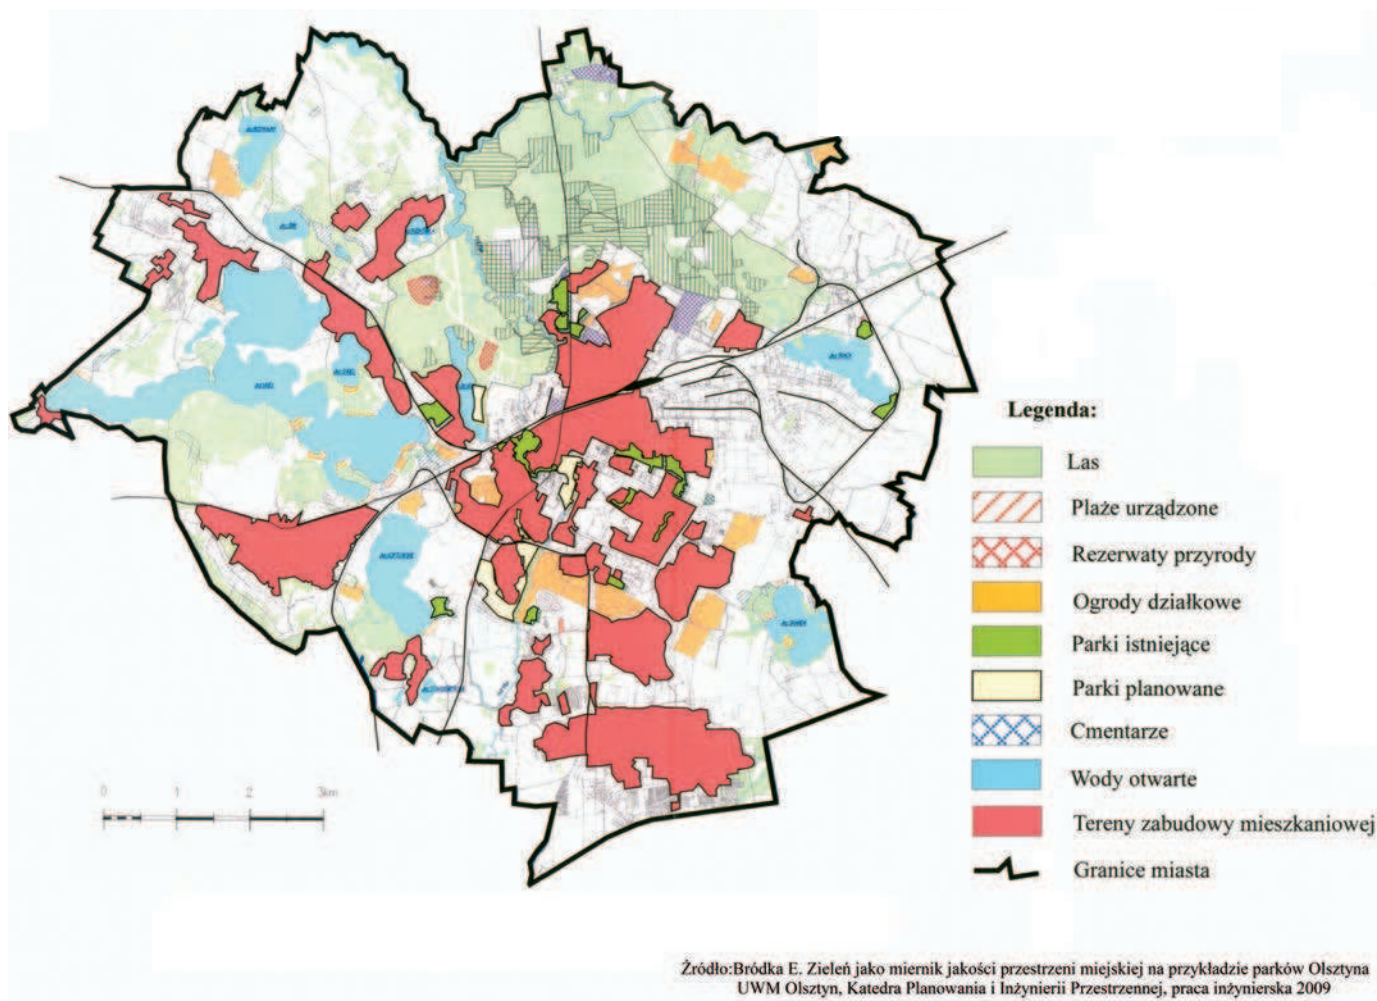 Legenda:
Las
Plaże urządzone
Rezerwaty przyrody
Ogrody działkowe
Parki istniejące
Parki planowane
Cmentarze
Wody otwarte
Tereny zabudowy mieszkaniowej
Granice miasta
0 1 2 3km
Źródło:Bródka E. Zieleń jako miernik jakości przestrzeni miejskiej na przykładzie parków Olsztyna
UWM Olsztyn, Katedra Planowania i Inżynierii Przestrzennej, praca inżynierska 2009